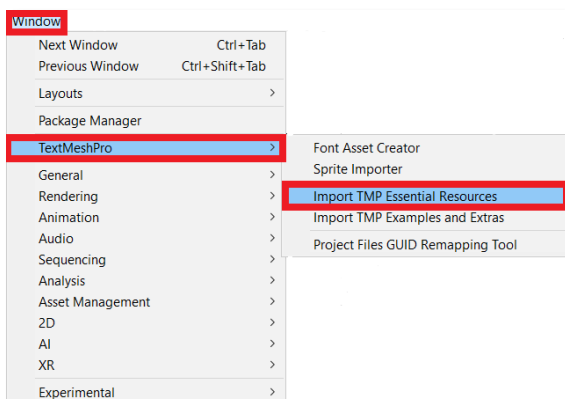 Window
Next Window Ctrl+Tab
Previous Window Ctrl+Shift+Tab
Layouts >
Package Manager
TextMeshPro >
General >
Rendering >
Animation >
Audio >
Sequencing >
Analysis >
Asset Management >
2D >
AI >
XR >
Experimental >
Font Asset Creator
Sprite Importer
Import TMP Essential Resources
Import TMP Examples and Extras
Project Files GUID Remapping Tool